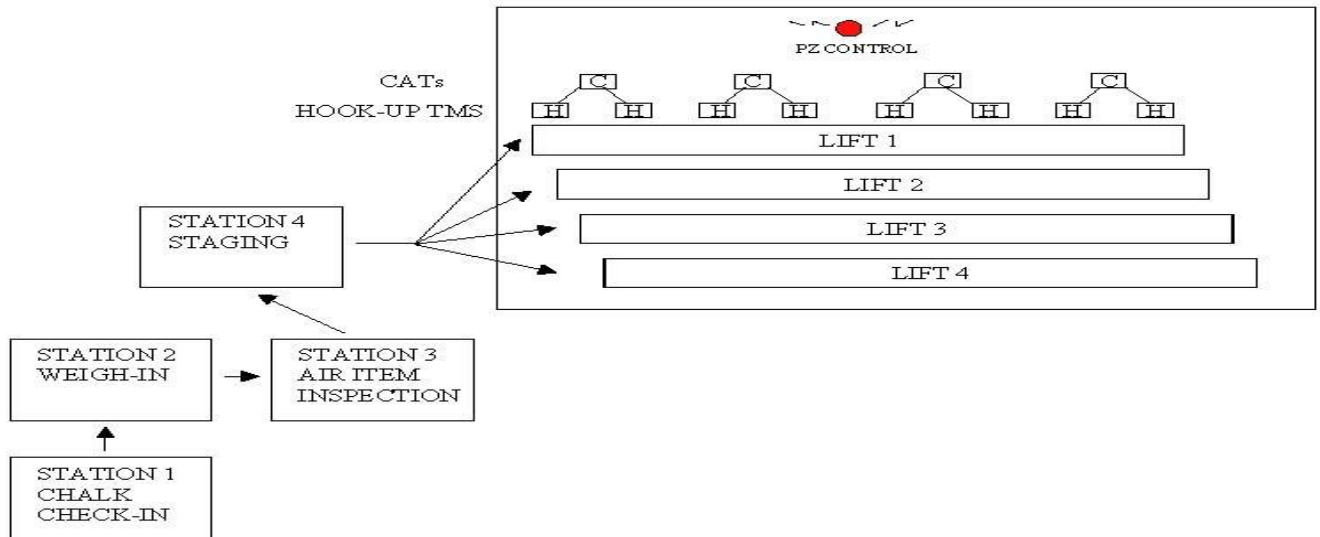 PZ CONTROL
CATs
C C C C
HOOK-UP TMS
H H H H H H H H
LIFT 1
LIFT 2
LIFT 3
LIFT 4
STATION 4
STAGING
STATION 2
WEIGH-IN
STATION 3
AIR ITEM
INSPECTION
STATION 1
CHALK
CHECK-IN